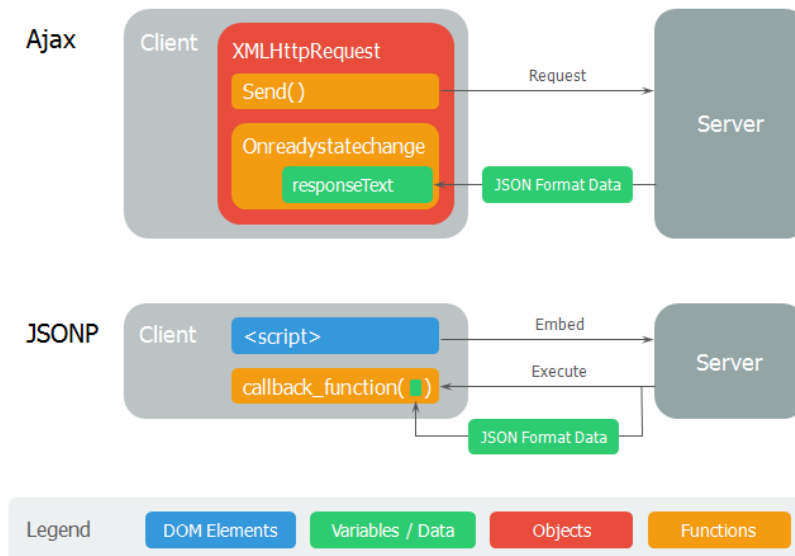 Ajax
Client
XMLHttpRequest
Send()
Request
Server
Onreadystatechange
responseText
JSON Format Data
JSONP
Client
<script>
Embed
Server
Execute
callback_function( )
JSON Format Data
Legend
DOM Elements
Variables / Data
Objects
Functions